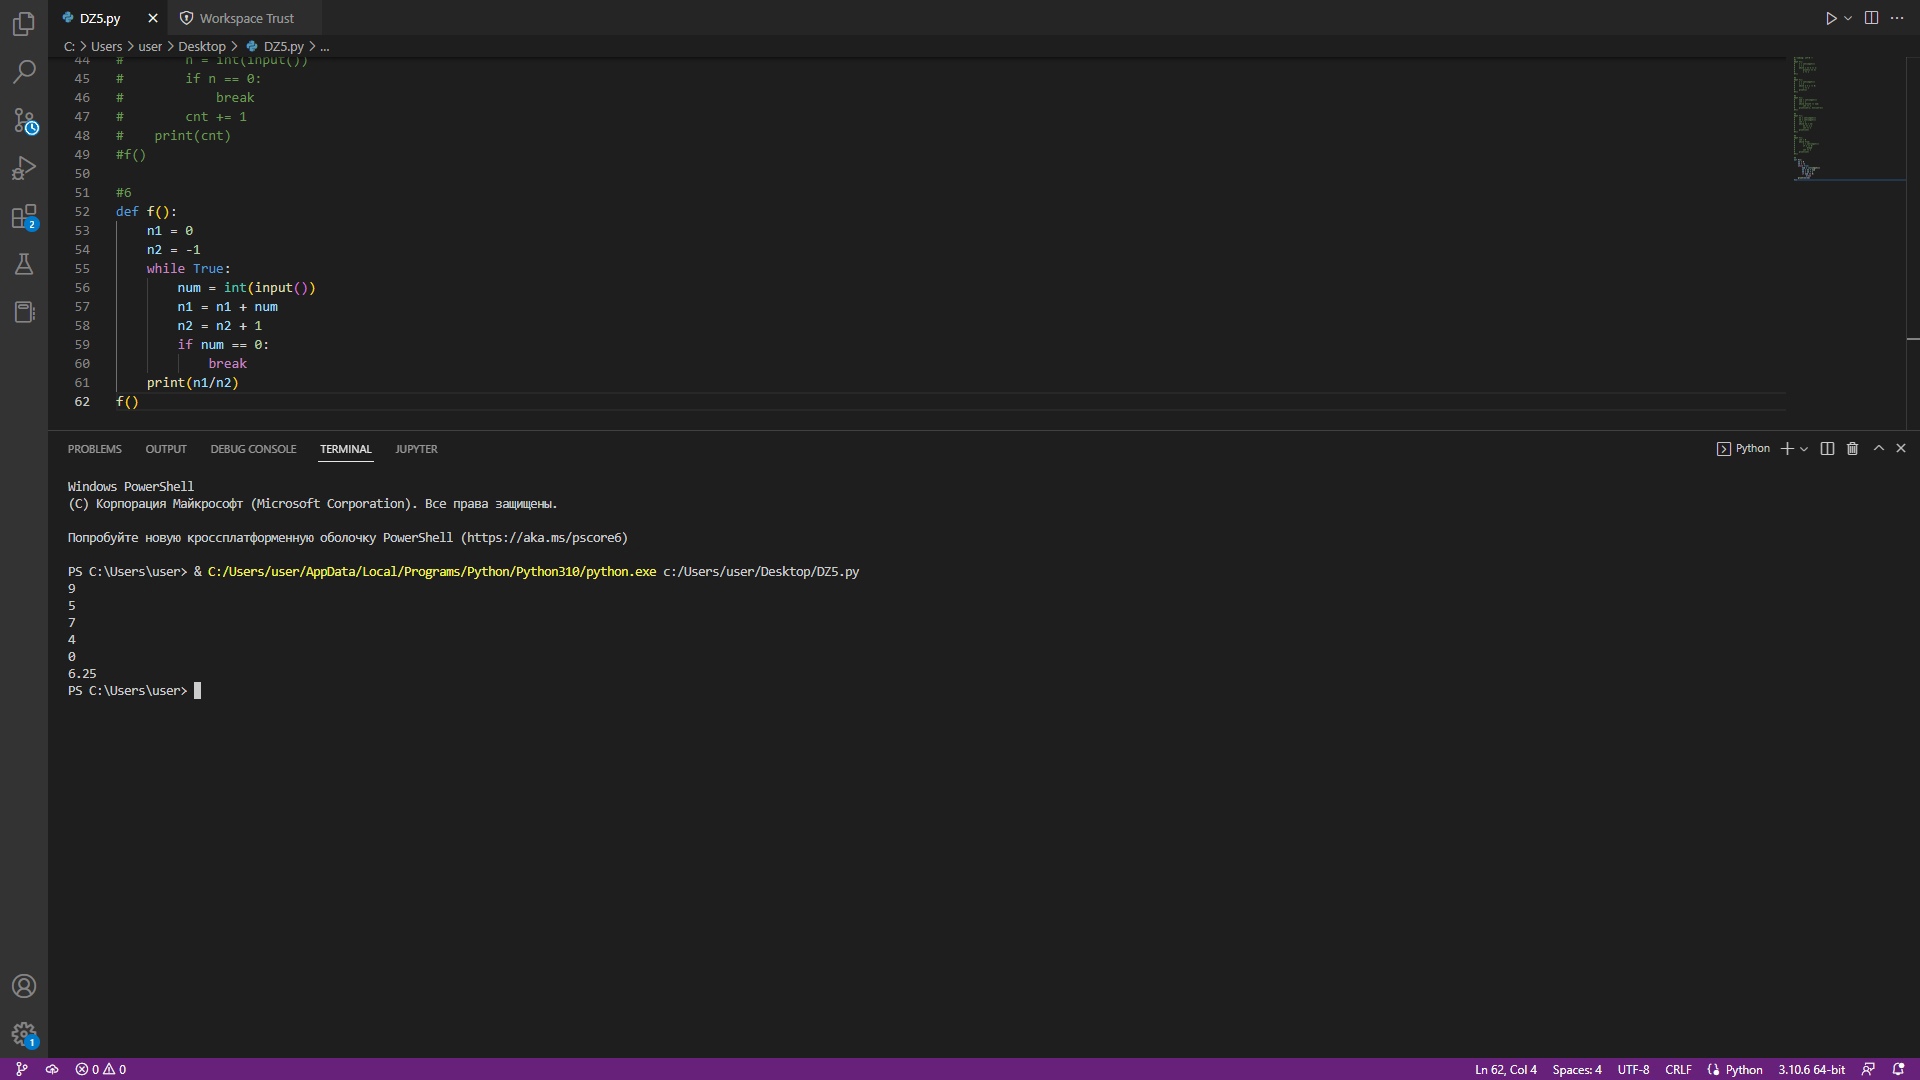 DZ5.py
Workspace Trust
C: > Users > user > Desktop > DZ5.py > ...
44 #        n = int(input())
45 #        if n == 0:
46 #            break
47 #        cnt += 1
48 #    print(cnt)
49 #f()
50
51 #6
52 def f():
53     n1 = 0
54     n2 = -1
55     while True:
56         num = int(input())
57         n1 = n1 + num
58         n2 = n2 + 1
59         if num == 0:
60             break
61     print(n1/n2)
62 f()
2
PROBLEMS OUTPUT DEBUG CONSOLE TERMINAL JUPYTER
Python
Windows PowerShell
(C) Корпорация Майкрософт (Microsoft Corporation). Все права защищены.
Попробуйте новую кроссплатформенную оболочку PowerShell (https://aka.ms/pscore6)
PS C:\Users\user> & C:/Users/user/AppData/Local/Programs/Python/Python310/python.exe c:/Users/user/Desktop/DZ5.py
9
5
7
4
0
6.25
PS C:\Users\user>
1
0 0
Ln 62, Col 4 Spaces: 4 UTF-8 CRLF Python 3.10.6 64-bit